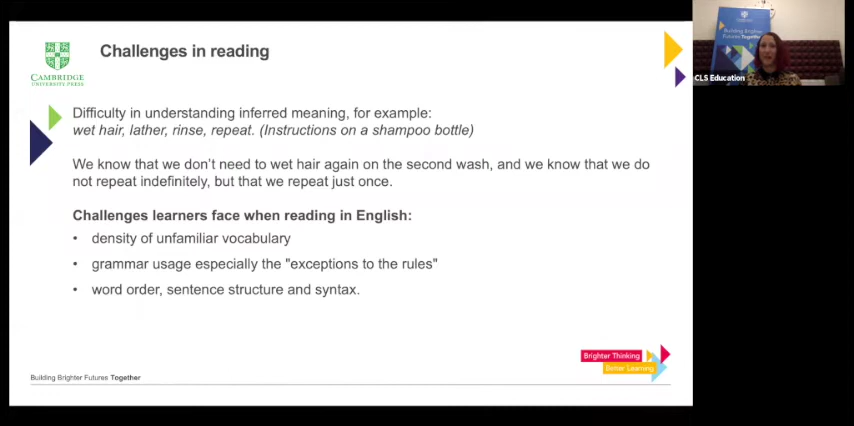 Challenges in reading
CAMBRIDGE
UNIVERSITY PRESS
Difficulty in understanding inferred meaning, for example:
wet hair, lather, rinse, repeat. (Instructions on a shampoo bottle)
We know that we don't need to wet hair again on the second wash, and we know that we do
not repeat indefinitely, but that we repeat just once.
Challenges learners face when reading in English:
• density of unfamiliar vocabulary
• grammar usage especially the "exceptions to the rules"
• word order, sentence structure and syntax.
Brighter Thinking
Better Learning
Building Brighter Futures Together
Building Brighter
Futures Together
CLS Education